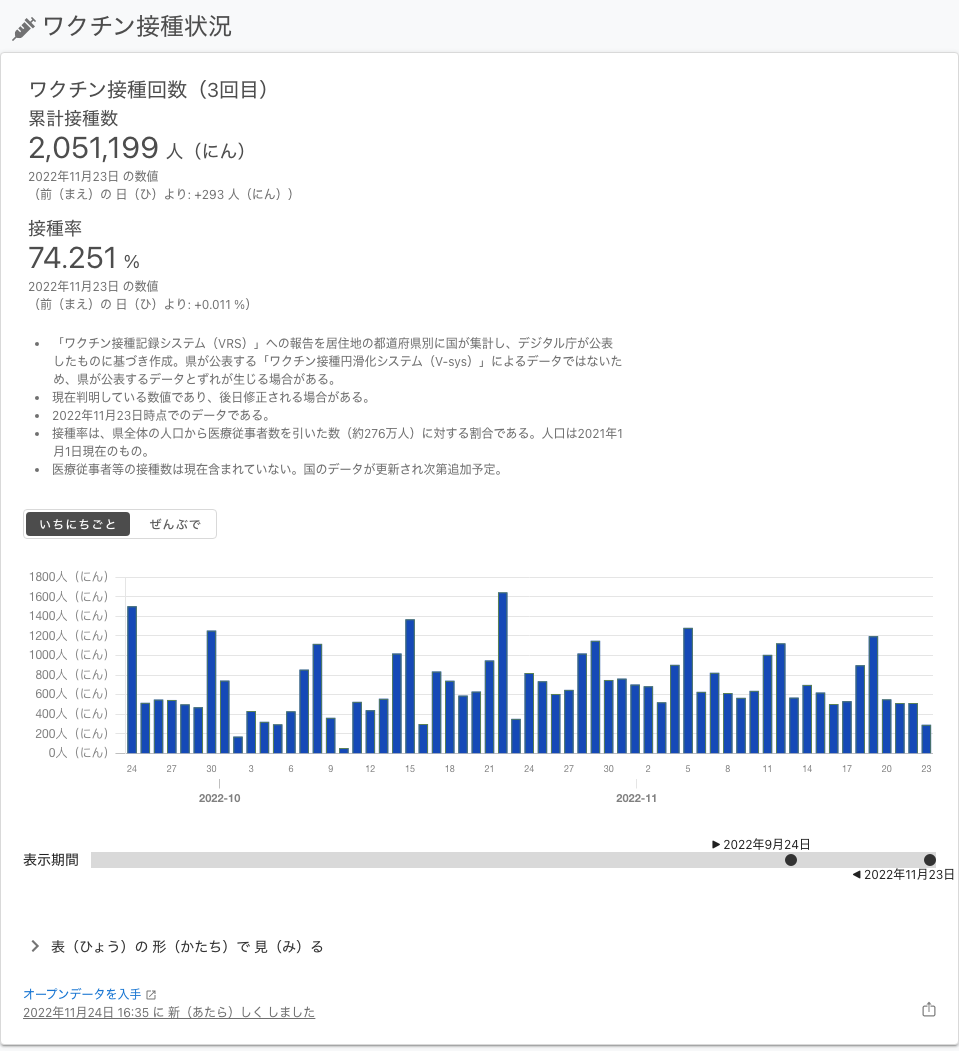 ワクチン接種状況
ワクチン接種回数（3回目）
累計接種数
2,051,199 人（にん）
2022年11月23日 の数値
（前（まえ）の 日（ひ）より: +293 人（にん））
接種率
74.251 %
2022年11月23日 の数値
（前（まえ）の 日（ひ）より: +0.011 %）
• 「ワクチン接種記録システム（VRS）」への報告を居住地の都道府県別に国が集計し、デジタル庁が公表
したものに基づき作成。県が公表する「ワクチン接種円滑化システム（V-sys）」によるデータではないた
め、県が公表するデータとずれが生じる場合がある。
• 現在判明している数値であり、後日修正される場合がある。
• 2022年11月23日時点でのデータである。
• 接種率は、県全体の人口から医療従事者数を引いた数（約276万人）に対する割合である。人口は2021年1
月1日現在のもの。
• 医療従事者等の接種数は現在含まれていない。国のデータが更新され次第追加予定。
いちにちごと ぜんぶで
1800人（にん）
1600人（にん）
1400人（にん）
1200人（にん）
1000人（にん）
800人（にん）
600人（にん）
400人（にん）
200人（にん）
0人（にん）
24 27 30 3 6 9 12 15 18 21 24 27 30 2 5 8 11 14 17 20 23
2022-10 2022-11
▶ 2022年9月24日
表示期間
◀ 2022年11月23日
表（ひょう）の 形（かたち）で 見（み）る
オープンデータを入手
2022年11月24日 16:35 に 新（あたら）しく しました